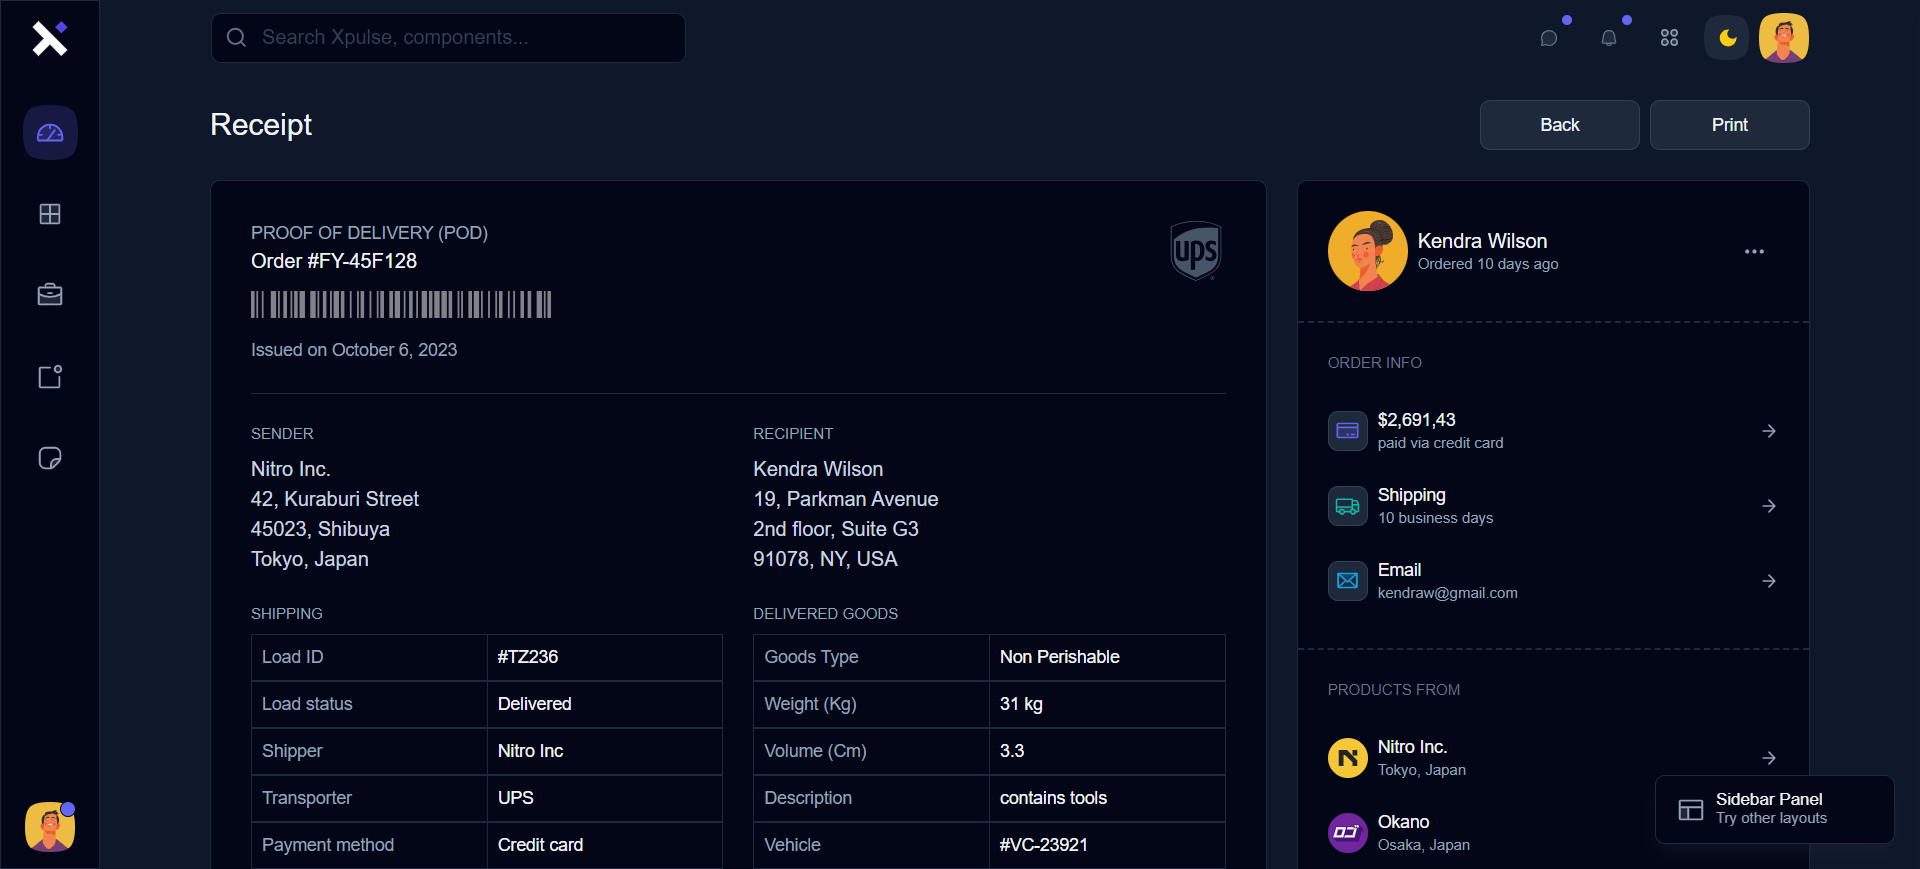 Search Xpulse, components...
Receipt
Back
Print
PROOF OF DELIVERY (POD)
Order #FY-45F128
ups
Issued on October 6, 2023
SENDER
Nitro Inc.
42, Kuraburi Street
45023, Shibuya
Tokyo, Japan
RECIPIENT
Kendra Wilson
19, Parkman Avenue
2nd floor, Suite G3
91078, NY, USA
SHIPPING
Load ID #TZ236
Load status Delivered
Shipper Nitro Inc
Transporter UPS
Payment method Credit card
DELIVERED GOODS
Goods Type Non Perishable
Weight (Kg) 31 kg
Volume (Cm) 3.3
Description contains tools
Vehicle #VC-23921
Kendra Wilson
Ordered 10 days ago
ORDER INFO
$2,691,43
paid via credit card
Shipping
10 business days
Email
kendraw@gmail.com
PRODUCTS FROM
N
Nitro Inc.
Tokyo, Japan
ロゴ
Okano
Osaka, Japan
Sidebar Panel
Try other layouts